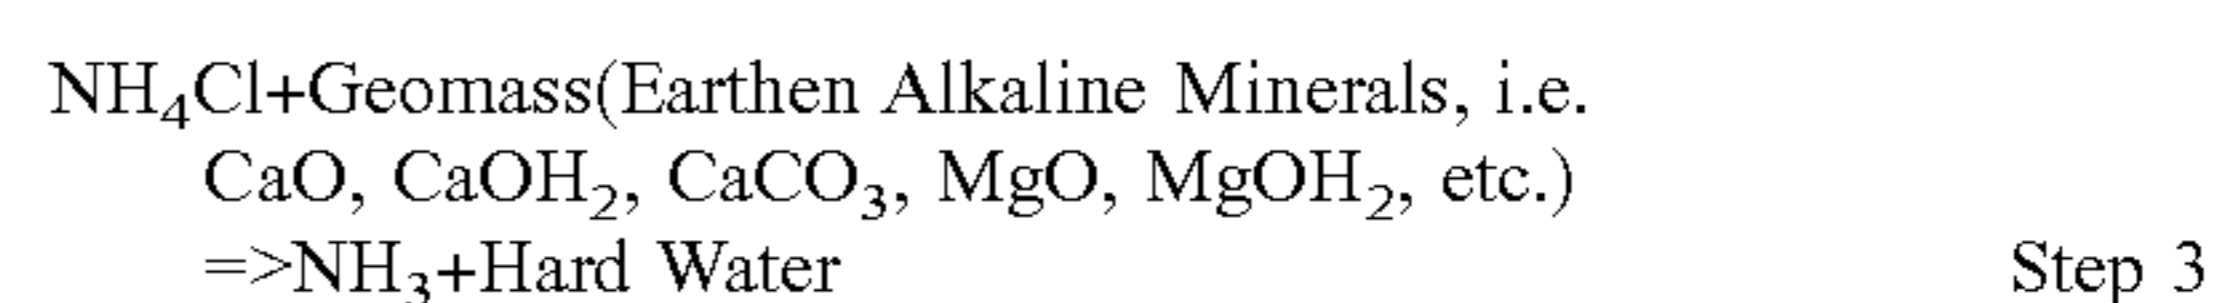 NH₄Cl+Geomass(Earthen Alkaline Minerals, i.e.
CaO, CaOH₂, CaCO₃, MgO, MgOH₂, etc.)
=>NH₃+Hard Water Step 3